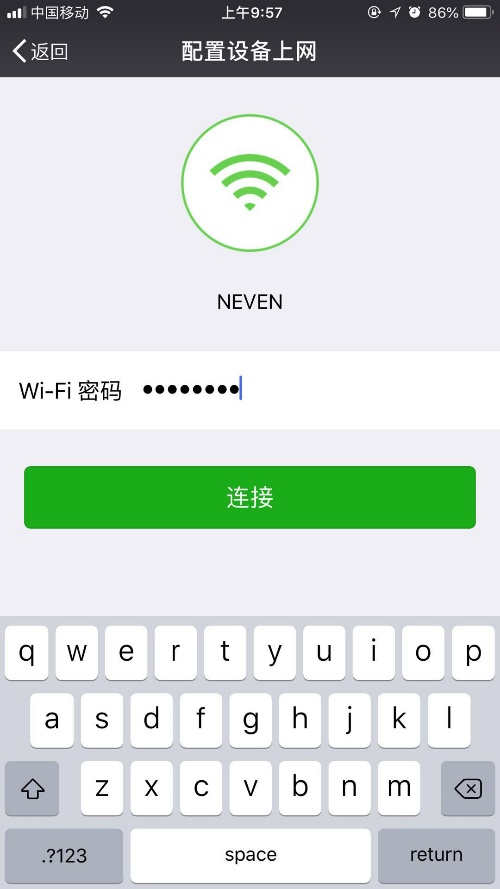 中国移动 上午9:57 86%
返回 配置设备上网
NEVEN
Wi-Fi 密码 ●●●●●●●●
连接
q w e r t y u i o p
a s d f g h j k l
z x c v b n m
.?123 space return